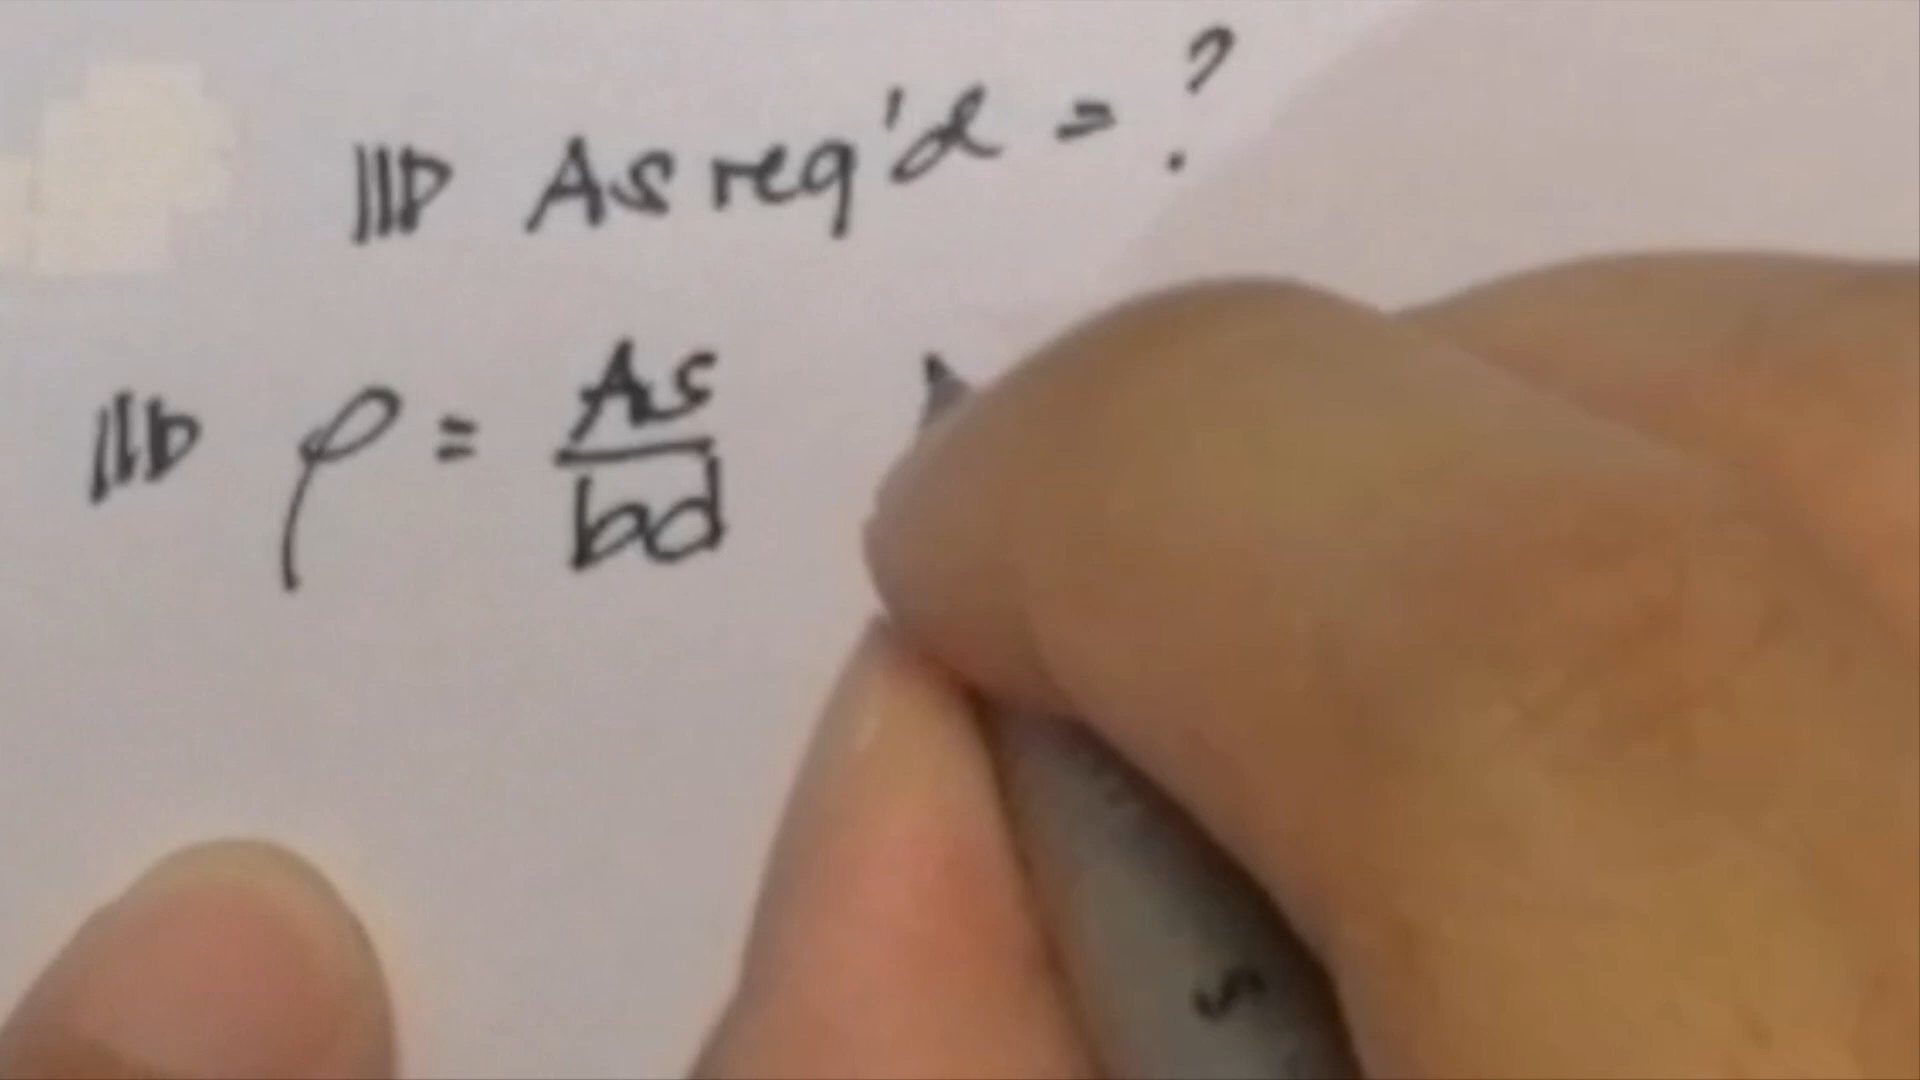 As req'd = ?
ρ = As/bd